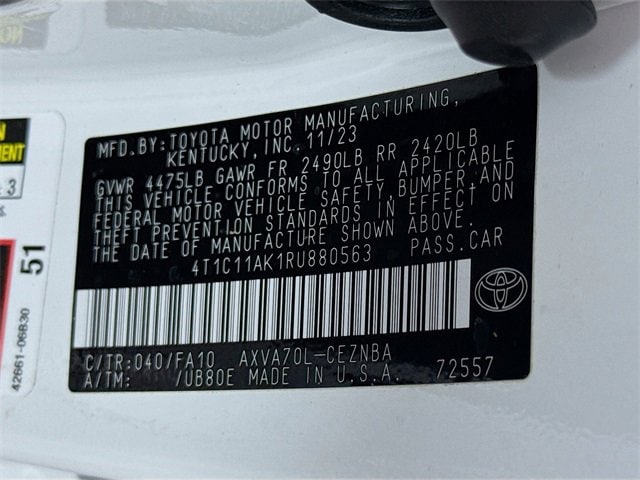 MFD.BY:TOYOTA MOTOR MANUFACTURING,
KENTUCKY,INC. 11/23
GVWR 4475LB GAWR FR 2490LB RR 2420LB
THIS VEHICLE CONFORMS TO ALL APPLICABLE
FEDERAL MOTOR VEHICLE SAFETY,BUMPER,AND
THEFT PREVENTION STANDARDS IN EFFECT ON
THE DATE OF MANUFACTURE SHOWN ABOVE.
4T1C11AK1RU880563 PASS.CAR
C/TR:040/FA10 AXVA70L-CEZNBA
A/TM: /UB80E MADE IN U.S.A. 72557
51
42661-06B30